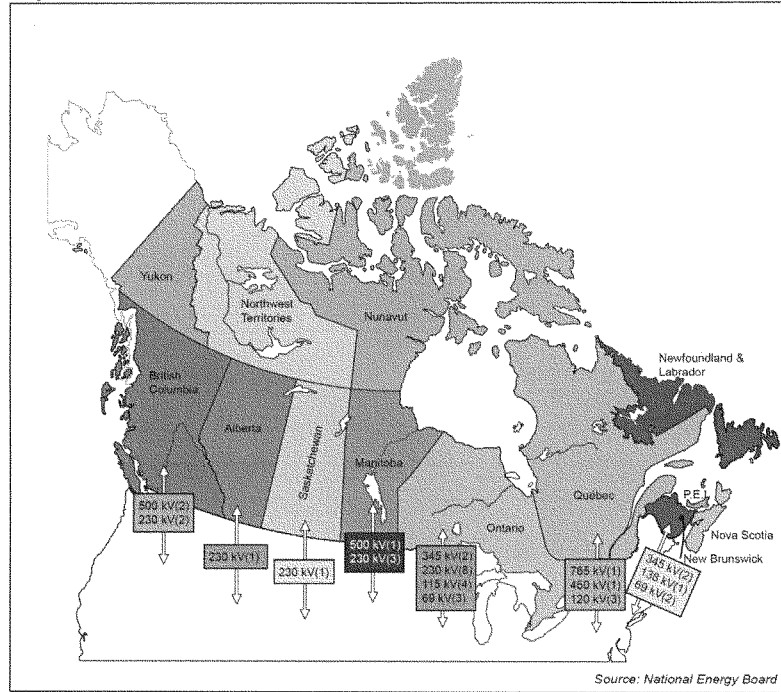 Yukon
Northwest
Territories
Nunavut
Newfoundland &
Labrador
British
Columbia
Alberta
Saskatchewan
Manitoba
Ontario
Québec
P.E.I.
Nova Scotia
New Brunswick
500 kV(2)
230 kV(2)
230 kV(1)
230 kV(1)
500 kV(1)
230 kV(3)
345 kV(2)
230 kV(8)
115 kV(4)
69 kV(3)
765 kV(1)
450 kV(1)
120 kV(3)
345 kV(2)
138 kV(1)
69 kV(2)
Source: National Energy Board